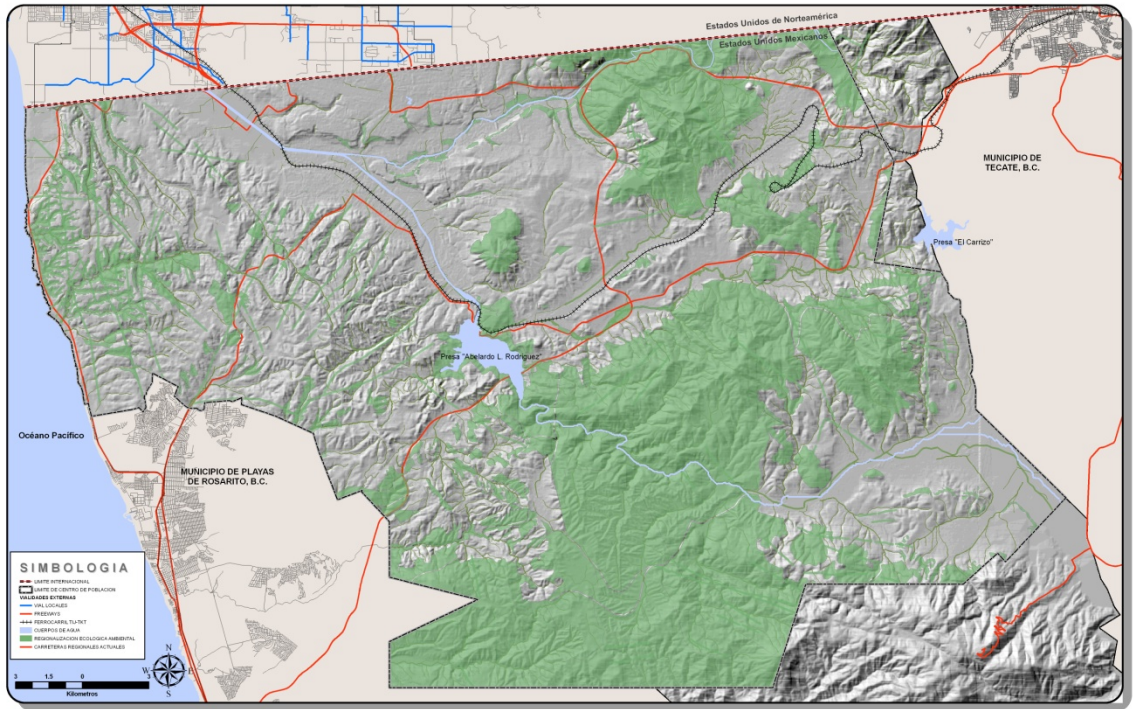 Estados Unidos de Norteamérica
Estados Unidos Mexicanos
MUNICIPIO DE
TECATE, B.C.
Presa "El Carrizo"
Presa "Abelardo L. Rodriguez"
Océano Pacífico
MUNICIPIO DE PLAYAS
DE ROSARITO, B.C.
SIMBOLOGIA
LIMITE INTERNACIONAL
LIMITE DE CENTRO DE POBLACION
VIALIDADES EXTERNAS
VIAL LOCALES
FREEWAYS
FERROCARRIL TIJ-TKT
CUERPOS DE AGUA
REGIONALIZACION ECOLOGICA AMBIENTAL
CARRETERAS REGIONALES ACTUALES
N
W E
S
3 1.5 0 3
Kilometros